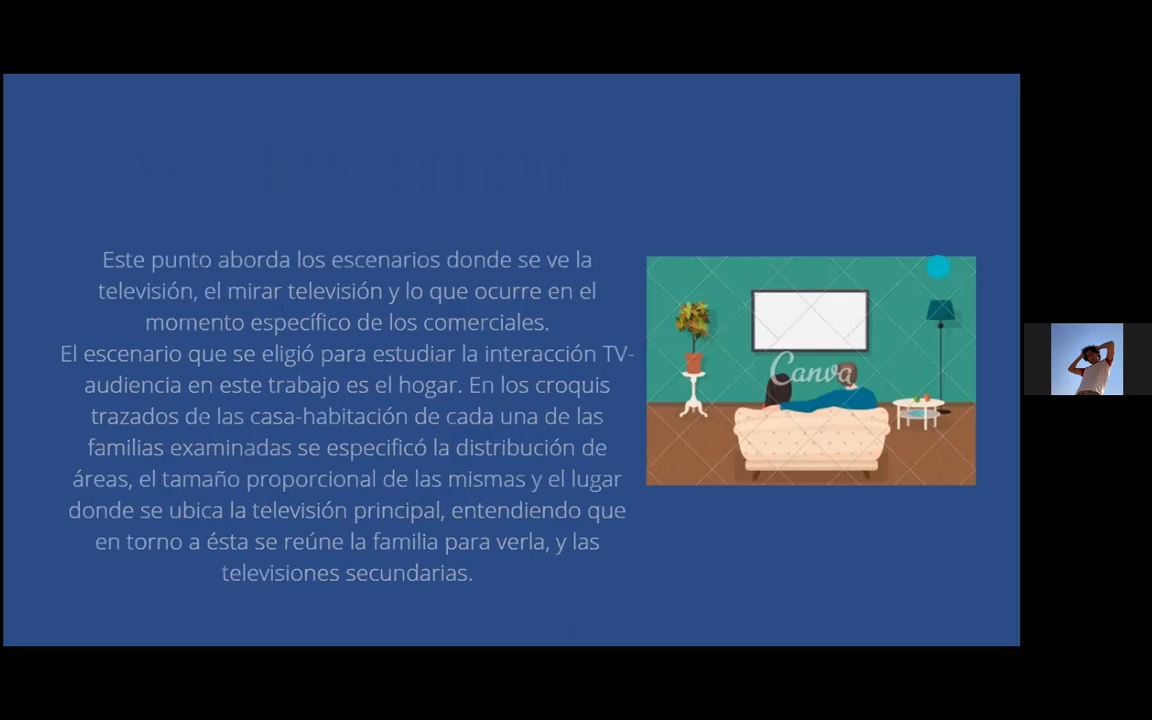 Este punto aborda los escenarios donde se ve la
televisión, el mirar televisión y lo que ocurre en el
momento específico de los comerciales.
El escenario que se eligió para estudiar la interacción TV-
audiencia en este trabajo es el hogar. En los croquis
trazados de las casa-habitación de cada una de las
familias examinadas se especificó la distribución de
áreas, el tamaño proporcional de las mismas y el lugar
donde se ubica la televisión principal, entendiendo que
en torno a ésta se reúne la familia para verla, y las
televisiones secundarias.
Canva